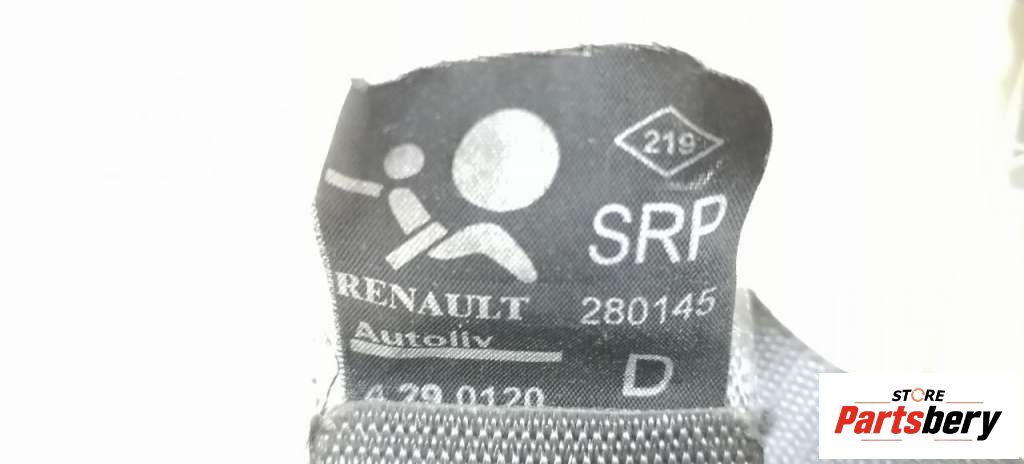 219
SRP
RENAULT
280145
Autoliv
D
4 29 0120
STORE
Partsbery